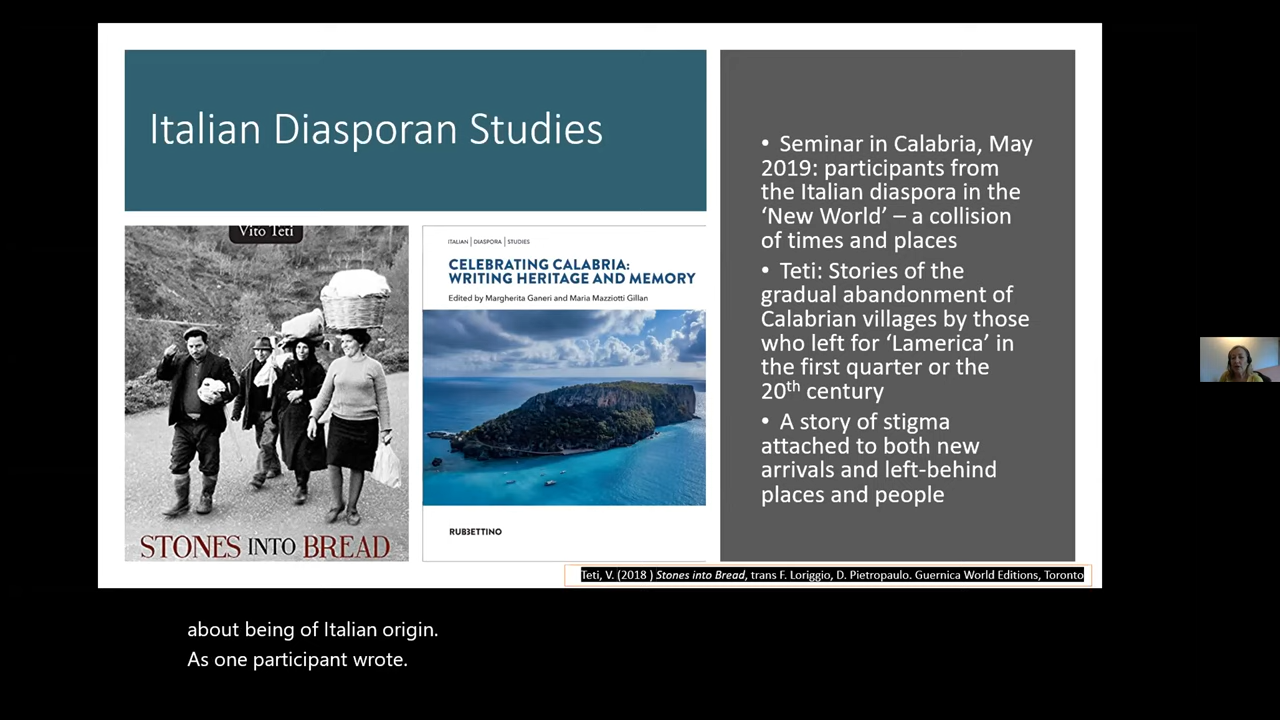 Italian Diasporan Studies
Vito Teti
STONES INTO BREAD
ITALIAN | DIASPORA | STUDIES
CELEBRATING CALABRIA:
WRITING HERITAGE AND MEMORY
Edited by Margherita Ganeri and Maria Mazziotti Gillan
RUBBETTINO
• Seminar in Calabria, May
2019: participants from
the Italian diaspora in the
‘New World’ – a collision
of times and places
• Teti: Stories of the
gradual abandonment of
Calabrian villages by those
who left for ‘Lamerica’ in
the first quarter or the
20th century
• A story of stigma
attached to both new
arrivals and left-behind
places and people
Teti, V. (2018 ) Stones into Bread, trans F. Loriggio, D. Pietropaulo. Guernica World Editions, Toronto
about being of Italian origin.
As one participant wrote.